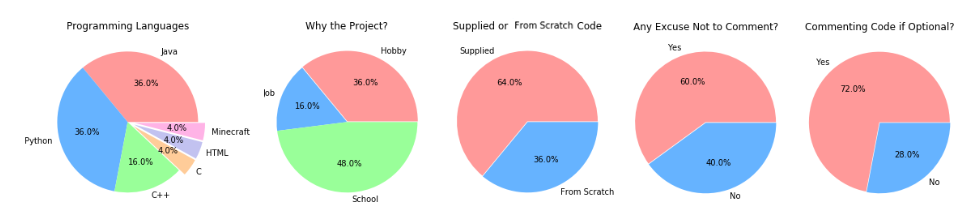 Programming Languages
Java
36.0%
Python
36.0%
C++
16.0%
C
4.0%
HTML
4.0%
Minecraft
4.0%
Why the Project?
Hobby
36.0%
Job
16.0%
School
48.0%
Supplied or From Scratch Code
Supplied
64.0%
From Scratch
36.0%
Any Excuse Not to Comment?
Yes
60.0%
No
40.0%
Commenting Code if Optional?
Yes
72.0%
No
28.0%